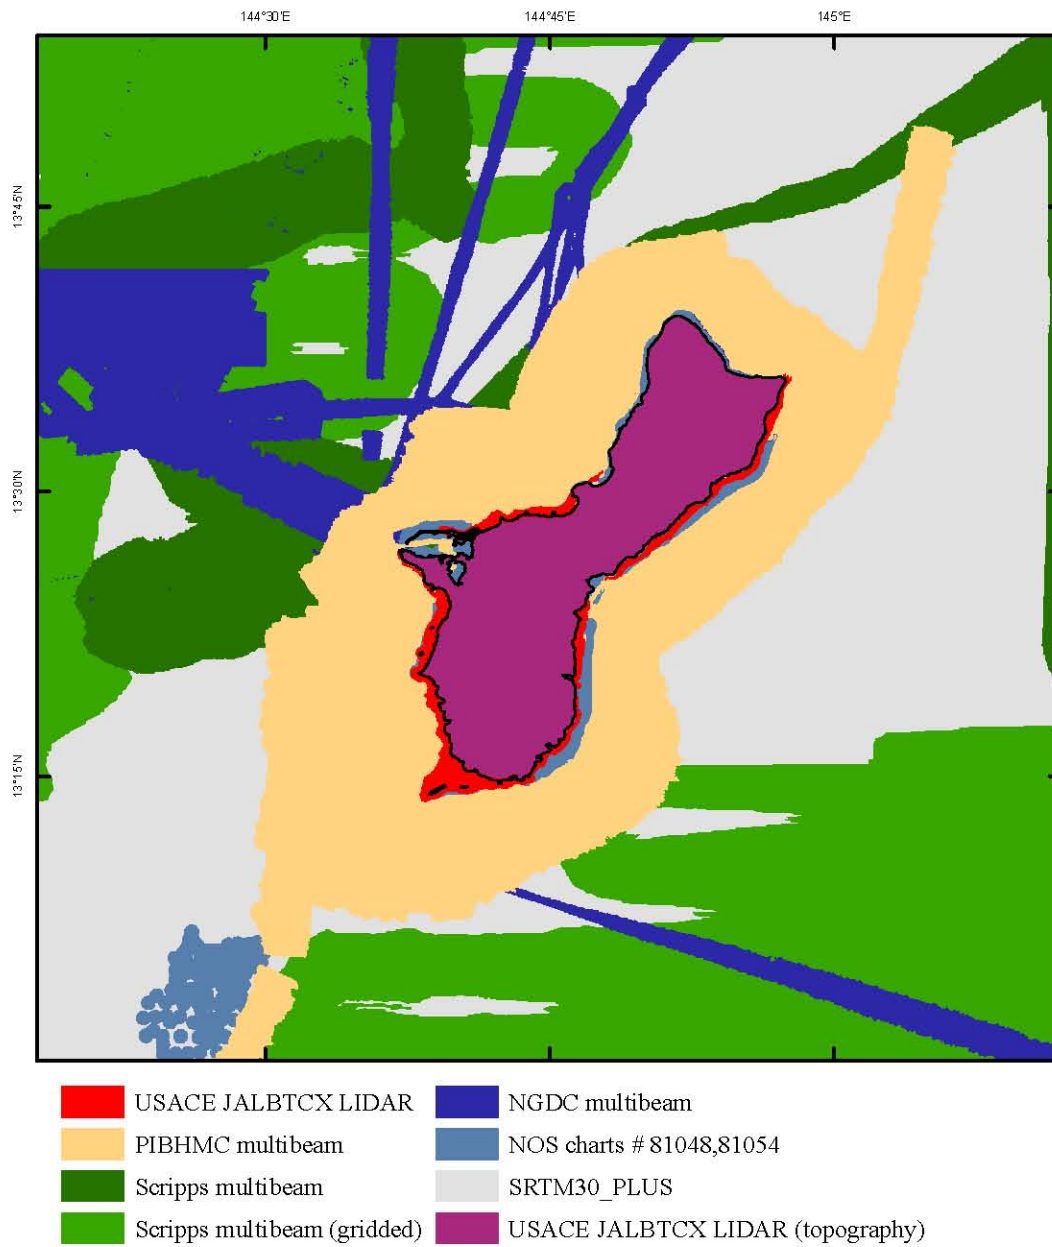 144°30'E 144°45'E 145°E
13°45'N
13°30'N
13°15'N
USACE JALBTCX LIDAR
PIBHMC multibeam
Scripps multibeam
Scripps multibeam (gridded)
NGDC multibeam
NOS charts # 81048,81054
SRTM30_PLUS
USACE JALBTCX LIDAR (topography)